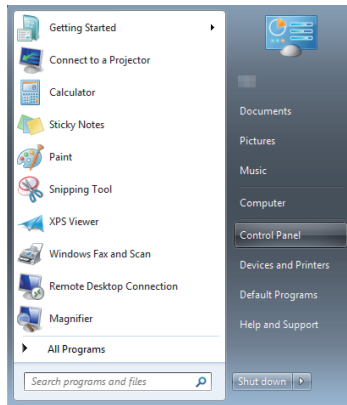 Getting Started
Connect to a Projector
Calculator
Sticky Notes
Paint
Snipping Tool
XPS Viewer
Windows Fax and Scan
Remote Desktop Connection
Magnifier
All Programs
Search programs and files
Documents
Pictures
Music
Computer
Control Panel
Devices and Printers
Default Programs
Help and Support
Shut down